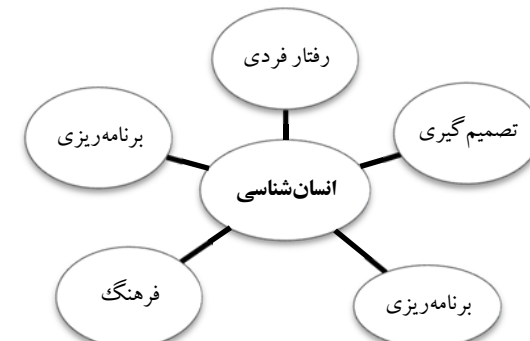 رفتار فردی
تصمیم‌گیری
برنامه‌ریزی
انسان‌شناسی
فرهنگ
برنامه‌ریزی